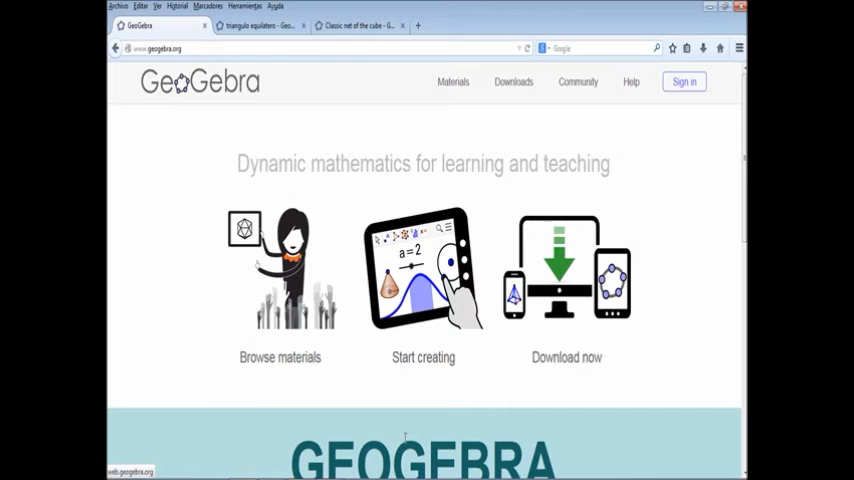 Archivo Editar Ver Historial Marcadores Herramientas Ayuda
GeoGebra triangulo equilatero - Geo... Classic net of the cube - G...
www.geogebra.org Google
GeoGebra Materials Downloads Community Help Sign in
Dynamic mathematics for learning and teaching
a=2
Browse materials Start creating Download now
GEOGEBRA
web.geogebra.org